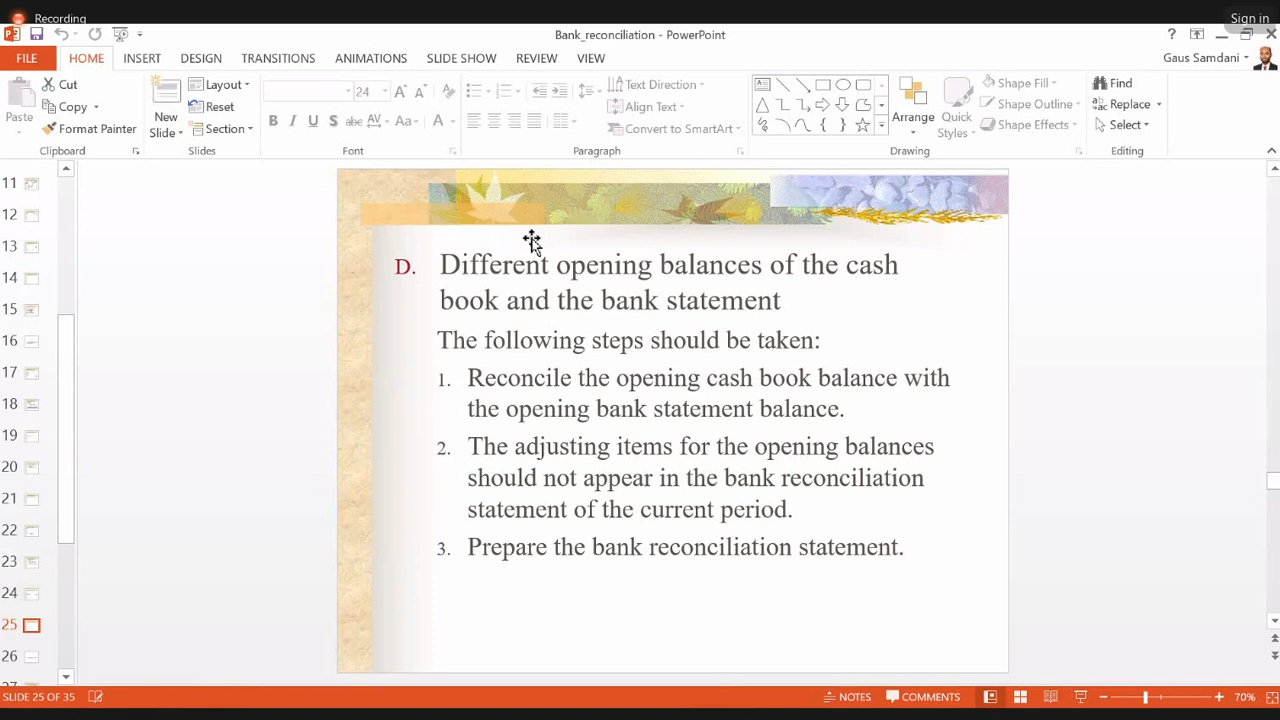 Recording
Sign in
Bank_reconciliation - PowerPoint
?
FILE HOME INSERT DESIGN TRANSITIONS ANIMATIONS SLIDE SHOW REVIEW VIEW
Gaus Samdani
Paste
Cut
Copy
Format Painter
Clipboard
New
Slide
Layout
Reset
Section
Slides
24
B I U S abc AV Aa A
Font
Text Direction
Align Text
Convert to SmartArt
Paragraph
Arrange
Quick
Styles
Shape Fill
Shape Outline
Shape Effects
Drawing
Find
Replace
Select
Editing
11
12
13
14
15
16
17
18
19
20
21
22
23
24
25
26
D. Different opening balances of the cash
book and the bank statement
The following steps should be taken:
1. Reconcile the opening cash book balance with
the opening bank statement balance.
2. The adjusting items for the opening balances
should not appear in the bank reconciliation
statement of the current period.
3. Prepare the bank reconciliation statement.
SLIDE 25 OF 35
NOTES
COMMENTS
70%